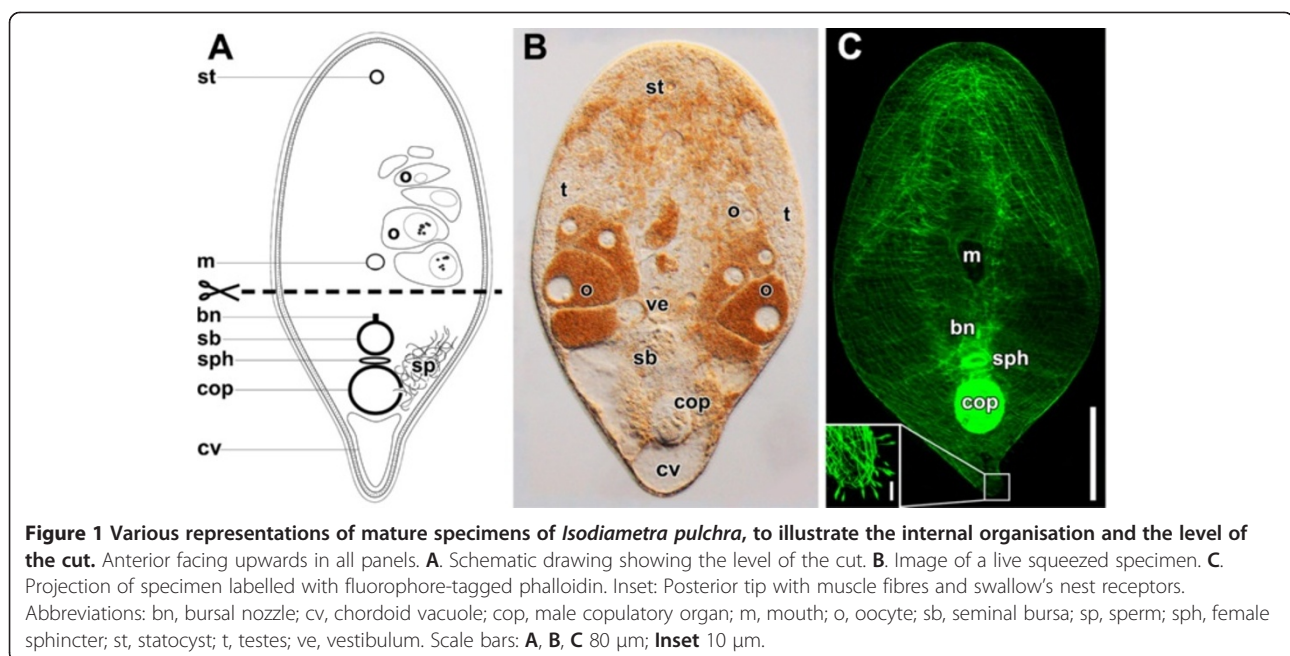 A
st
o
o
m
bn
sb
sph
sp
cop
cv
B
st
t
o
t
o
ve
o
sb
cop
cv
C
m
bn
sph
cop
Figure 1 Various representations of mature specimens of Isodiametra pulchra, to illustrate the internal organisation and the level of
the cut. Anterior facing upwards in all panels. A. Schematic drawing showing the level of the cut. B. Image of a live squeezed specimen. C.
Projection of specimen labelled with fluorophore-tagged phalloidin. Inset: Posterior tip with muscle fibres and swallow's nest receptors.
Abbreviations: bn, bursal nozzle; cv, chordoid vacuole; cop, male copulatory organ; m, mouth; o, oocyte; sb, seminal bursa; sp, sperm; sph, female
sphincter; st, statocyst; t, testes; ve, vestibulum. Scale bars: A, B, C 80 µm; Inset 10 µm.